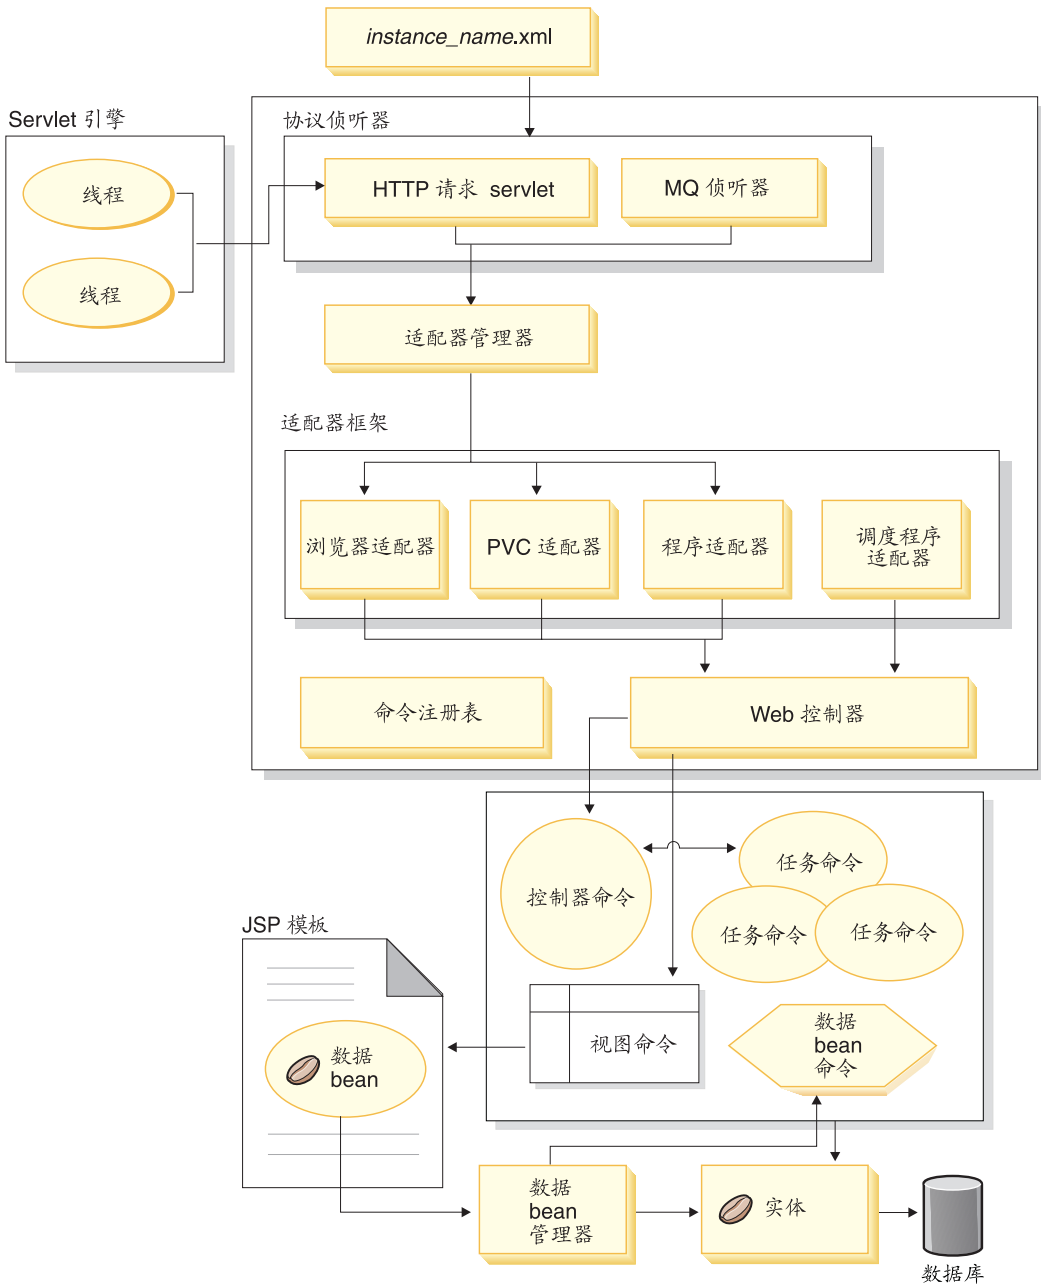 instance_name.xml
Servlet 引擎
协议侦听器
线程
HTTP 请求 servlet
MQ 侦听器
线程
适配器管理器
适配器框架
浏览器适配器
PVC 适配器
程序适配器
调度程序
适配器
命令注册表
Web 控制器
控制器命令
任务命令
任务命令
任务命令
JSP 模板
视图命令
数据
bean
命令
数据
bean
数据
bean
管理器
实体
数据库